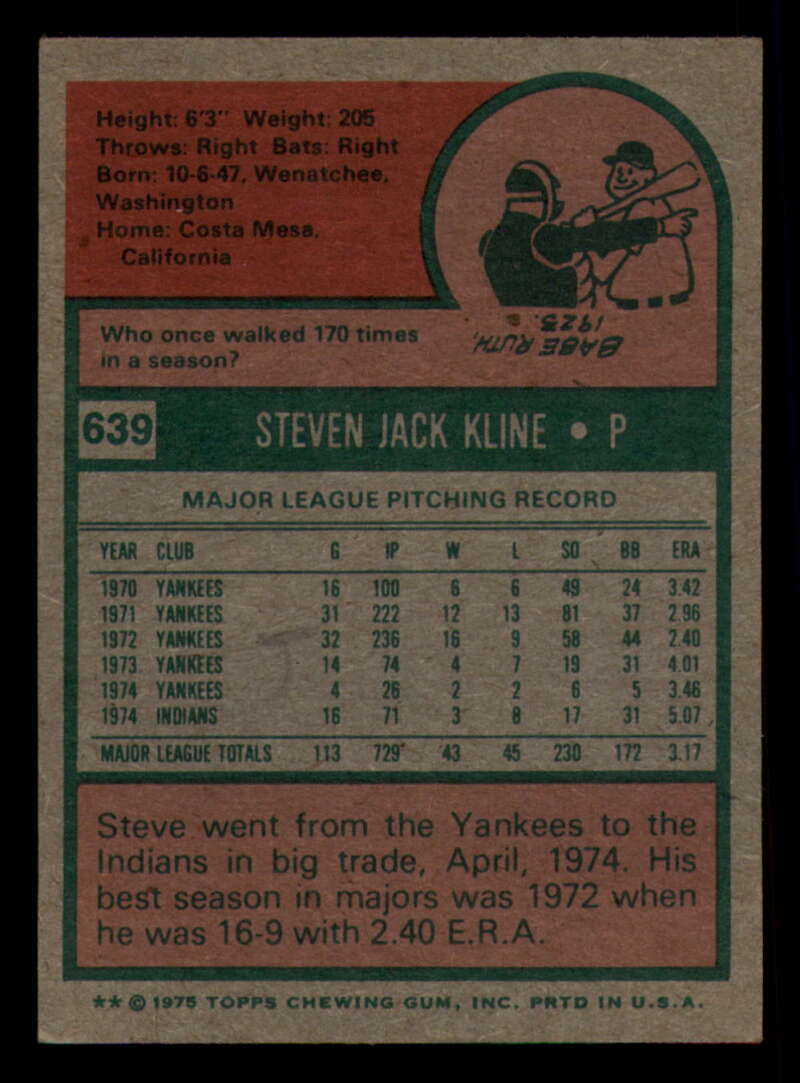 Height: 6'3" Weight: 205
Throws: Right Bats: Right
Born: 10-6-47, Wenatchee,
Washington
Home: Costa Mesa,
California
Who once walked 170 times
in a season?
BABE RUTH,
1925.
639 STEVEN JACK KLINE • P
MAJOR LEAGUE PITCHING RECORD
YEAR CLUB G IP W L SO BB ERA
1970 YANKEES 16 100 6 6 49 24 3.42
1971 YANKEES 31 222 12 13 81 37 2.96
1972 YANKEES 32 236 16 9 58 44 2.40
1973 YANKEES 14 74 4 7 19 31 4.01
1974 YANKEES 4 26 2 2 6 5 3.46
1974 INDIANS 16 71 3 8 17 31 5.07
MAJOR LEAGUE TOTALS 113 729 43 45 230 172 3.17
Steve went from the Yankees to the
Indians in big trade, April, 1974. His
best season in majors was 1972 when
he was 16-9 with 2.40 E.R.A.
** © 1975 TOPPS CHEWING GUM, INC. PRTD IN U.S.A.